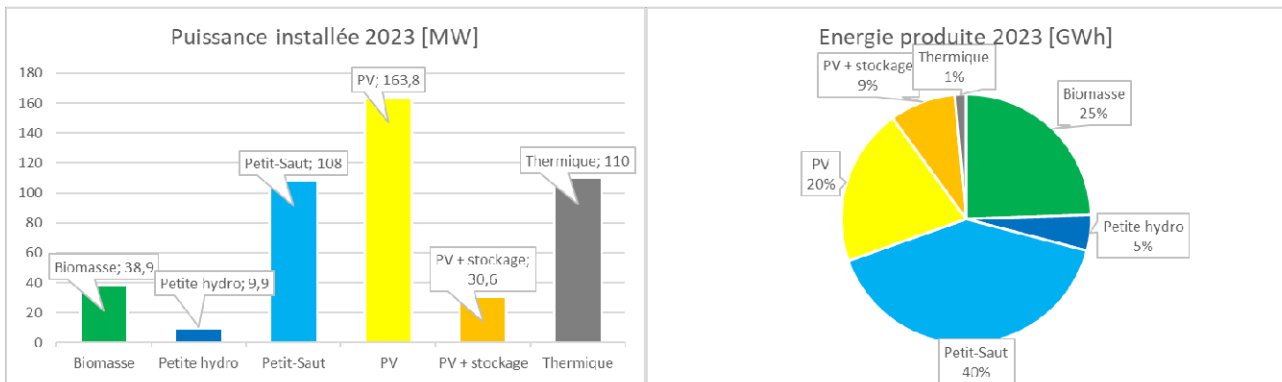 Puissance installée 2023 [MW]
180
160
140
120
100
80
60
40
20
0
Biomasse; 38,9
Petite hydro; 9,9
Petit-Saut; 108
PV; 163,8
PV + stockage;
30,6
Thermique; 110
Biomasse
Petite hydro
Petit-Saut
PV
PV + stockage
Thermique
Energie produite 2023 [GWh]
PV + stockage
9%
Thermique
1%
Biomasse
25%
PV
20%
Petite hydro
5%
Petit-Saut
40%